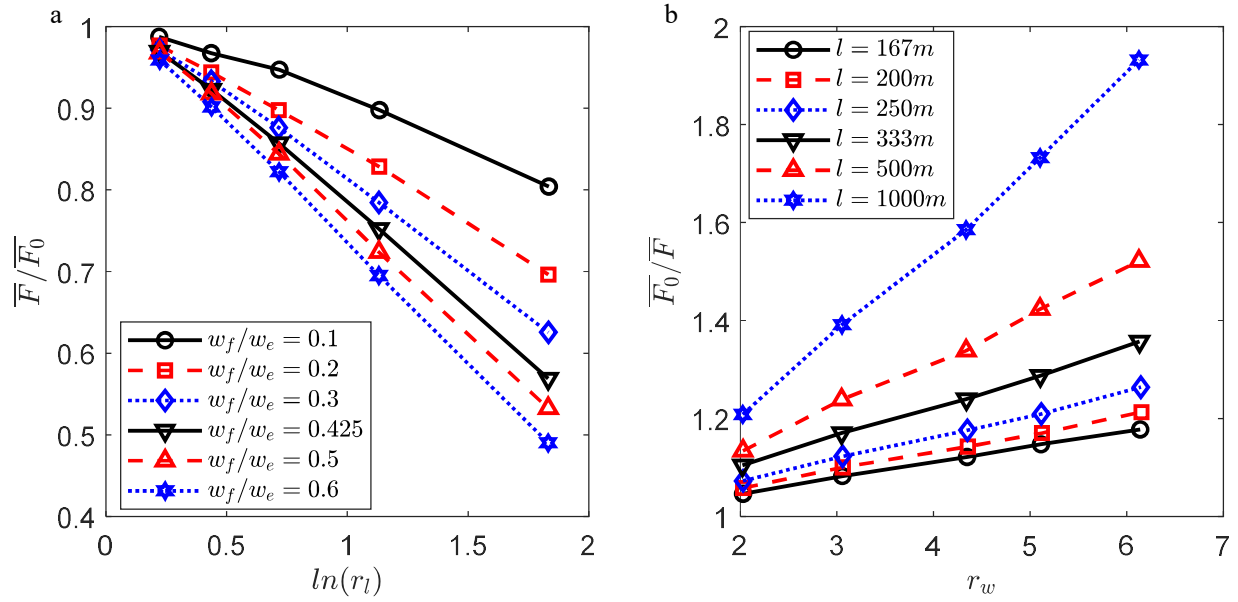 a
1
0.9
0.8
0.7
0.6
0.5
0.4
F̅/F̅₀
w_f/w_e = 0.1
w_f/w_e = 0.2
w_f/w_e = 0.3
w_f/w_e = 0.425
w_f/w_e = 0.5
w_f/w_e = 0.6
0 0.5 1 1.5 2
ln(r_l)
b
2
1.8
1.6
1.4
1.2
1
F̅₀/F̅
l = 167m
l = 200m
l = 250m
l = 333m
l = 500m
l = 1000m
2 3 4 5 6 7
r_w